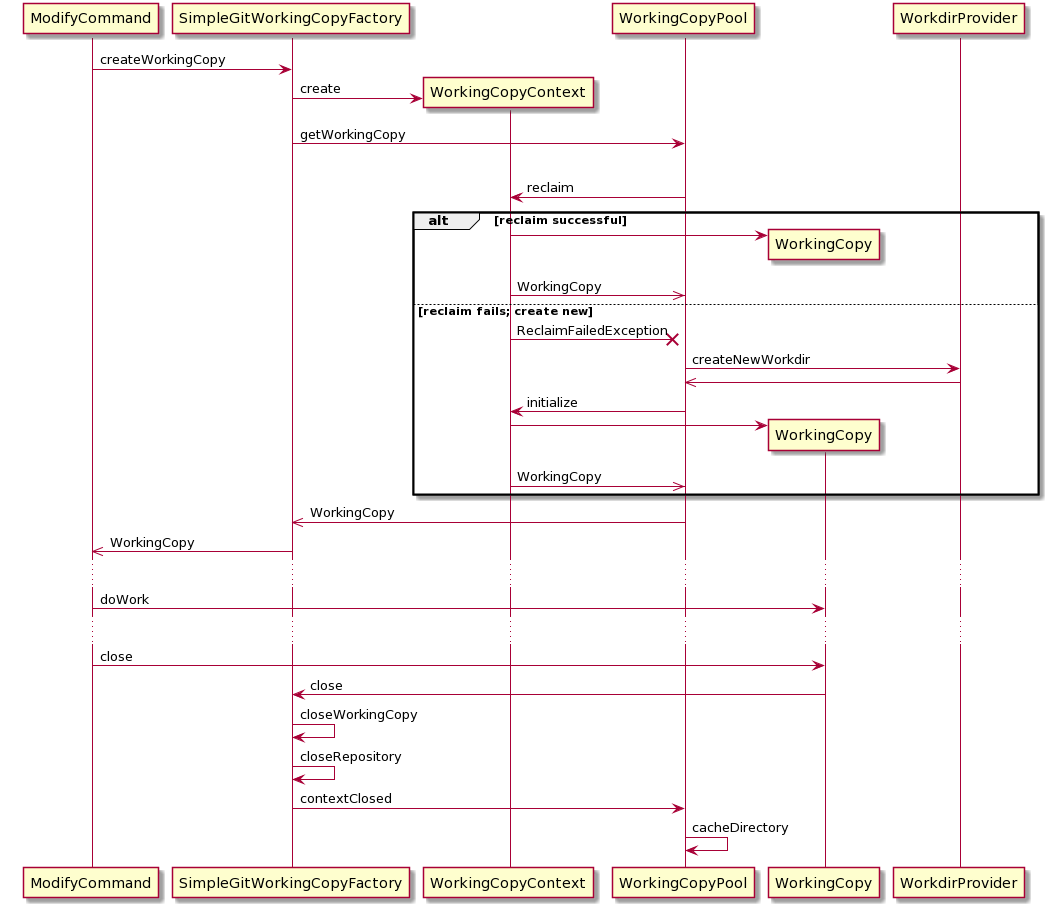 ModifyCommand
SimpleGitWorkingCopyFactory
WorkingCopyPool
WorkdirProvider
createWorkingCopy
create
WorkingCopyContext
getWorkingCopy
reclaim
alt
[reclaim successful]
WorkingCopy
WorkingCopy
[reclaim fails; create new]
ReclaimFailedException
createNewWorkdir
initialize
WorkingCopy
WorkingCopy
WorkingCopy
WorkingCopy
doWork
close
close
closeWorkingCopy
closeRepository
contextClosed
cacheDirectory
ModifyCommand
SimpleGitWorkingCopyFactory
WorkingCopyContext
WorkingCopyPool
WorkingCopy
WorkdirProvider